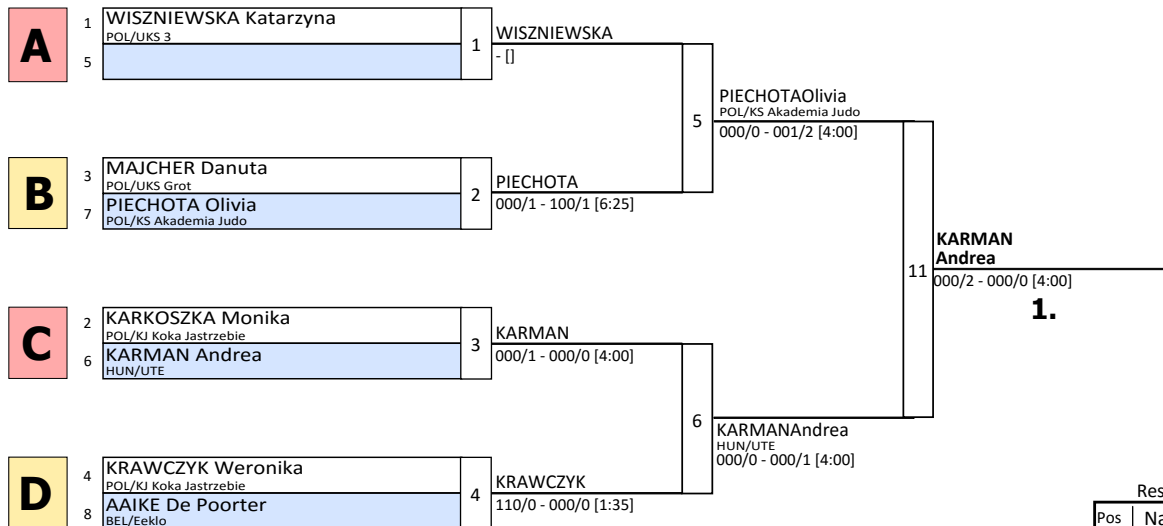 A
1
WISZNIEWSKA Katarzyna
POL/UKS 3
5
1
WISZNIEWSKA
- []
B
3
MAJCHER Danuta
POL/UKS Grot
7
PIECHOTA Olivia
POL/KS Akademia Judo
2
PIECHOTA
000/1 - 100/1 [6:25]
5
PIECHOTAOlivia
POL/KS Akademia Judo
000/0 - 001/2 [4:00]
C
2
KARKOSZKA Monika
POL/KJ Koka Jastrzebie
6
KARMAN Andrea
HUN/UTE
3
KARMAN
000/1 - 000/0 [4:00]
D
4
KRAWCZYK Weronika
POL/KJ Koka Jastrzebie
8
AAIKE De Poorter
BEL/Eeklo
4
KRAWCZYK
110/0 - 000/0 [1:35]
6
KARMANAndrea
HUN/UTE
000/0 - 000/1 [4:00]
11
KARMAN
Andrea
000/2 - 000/0 [4:00]
1.
Res
Pos Na